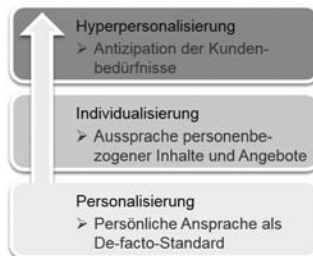 Hyperpersonalisierung
➢ Antizipation der Kunden-
bedürfnisse
Individualisierung
➢ Aussprache personenbe-
zogener Inhalte und Angebote
Personalisierung
➢ Persönliche Ansprache als
De-facto-Standard